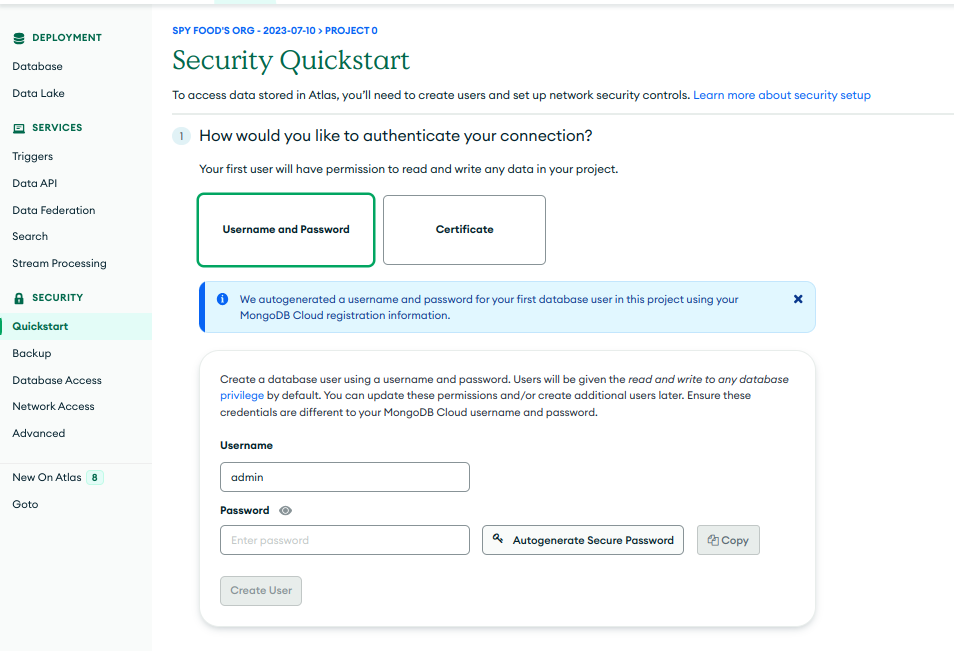 DEPLOYMENT
Database
Data Lake
SERVICES
Triggers
Data API
Data Federation
Search
Stream Processing
SECURITY
Quickstart
Backup
Database Access
Network Access
Advanced
New On Atlas 8
Goto
SPY FOOD'S ORG - 2023-07-10 > PROJECT 0
Security Quickstart
To access data stored in Atlas, you'll need to create users and set up network security controls. Learn more about security setup
1 How would you like to authenticate your connection?
Your first user will have permission to read and write any data in your project.
Username and Password
Certificate
We autogenerated a username and password for your first database user in this project using your
MongoDB Cloud registration information.
Create a database user using a username and password. Users will be given the read and write to any database
privilege by default. You can update these permissions and/or create additional users later. Ensure these
credentials are different to your MongoDB Cloud username and password.
Username
admin
Password
Enter password
Autogenerate Secure Password
Copy
Create User